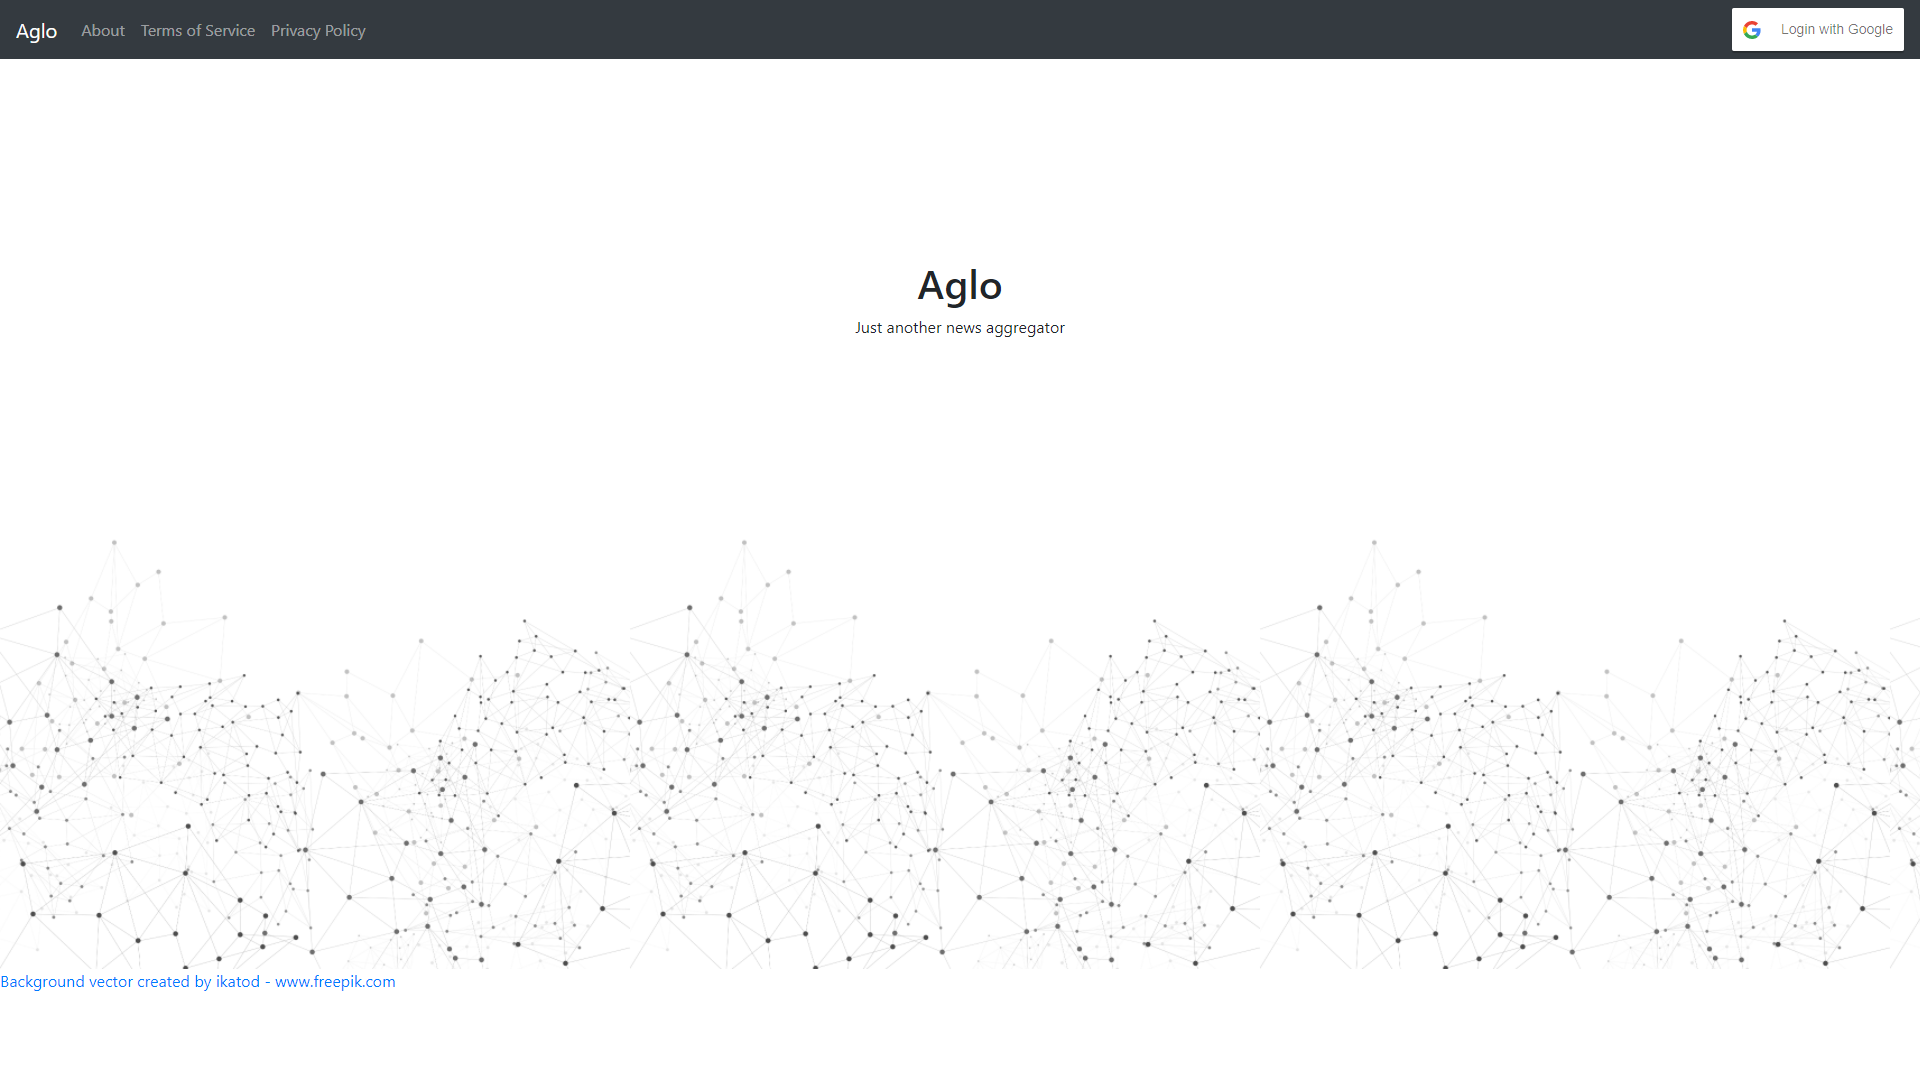 Aglo About Terms of Service Privacy Policy Login with Google
Aglo
Just another news aggregator
Background vector created by ikatod - www.freepik.com